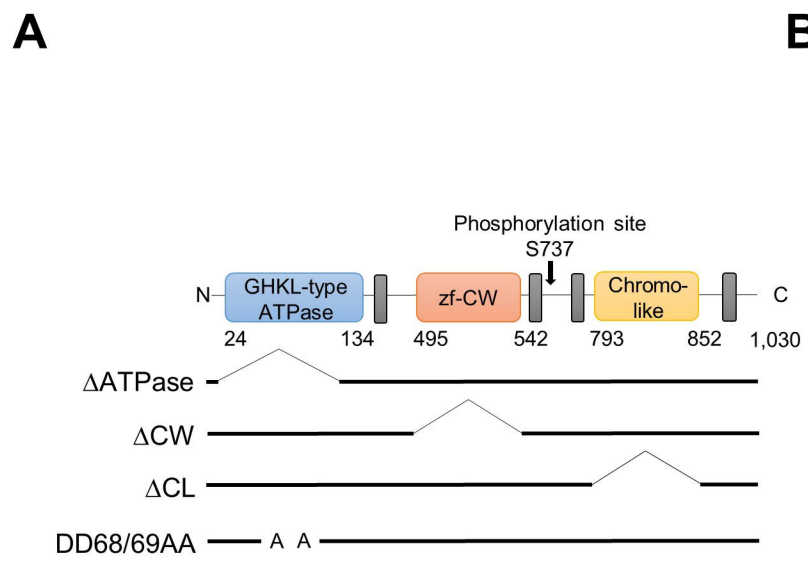 A
B
Phosphorylation site
S737
N
GHKL-type
ATPase
zf-CW
Chromo-
like
C
24 134 495 542 793 852 1,030
ΔATPase
ΔCW
ΔCL
DD68/69AA A A